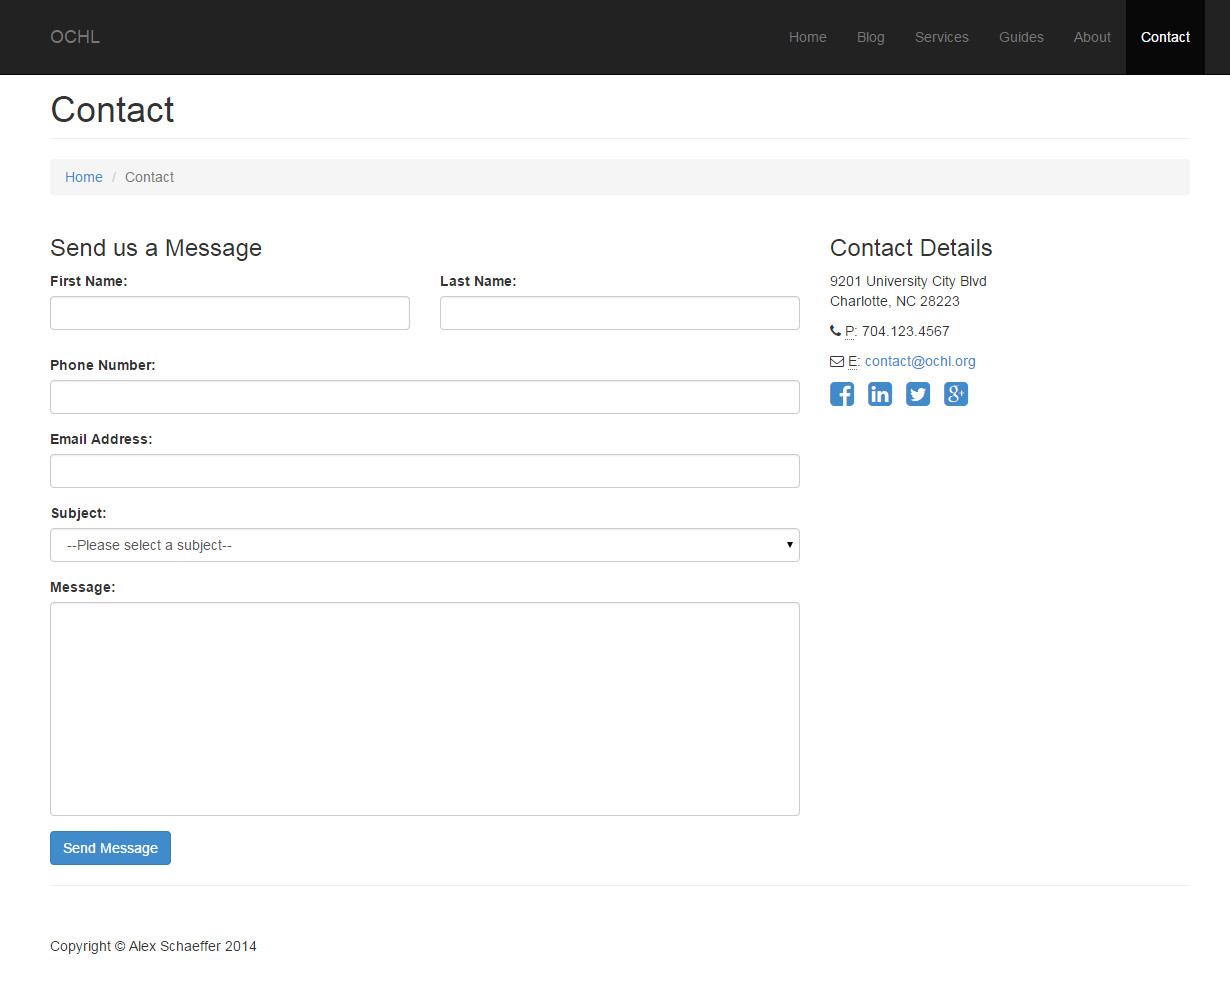 OCHL
Home Blog Services Guides About Contact
Contact
Home / Contact
Send us a Message
First Name:
Last Name:
Phone Number:
Email Address:
Subject:
--Please select a subject--
Message:
Send Message
Contact Details
9201 University City Blvd
Charlotte, NC 28223
P: 704.123.4567
E: contact@ochl.org
Copyright © Alex Schaeffer 2014